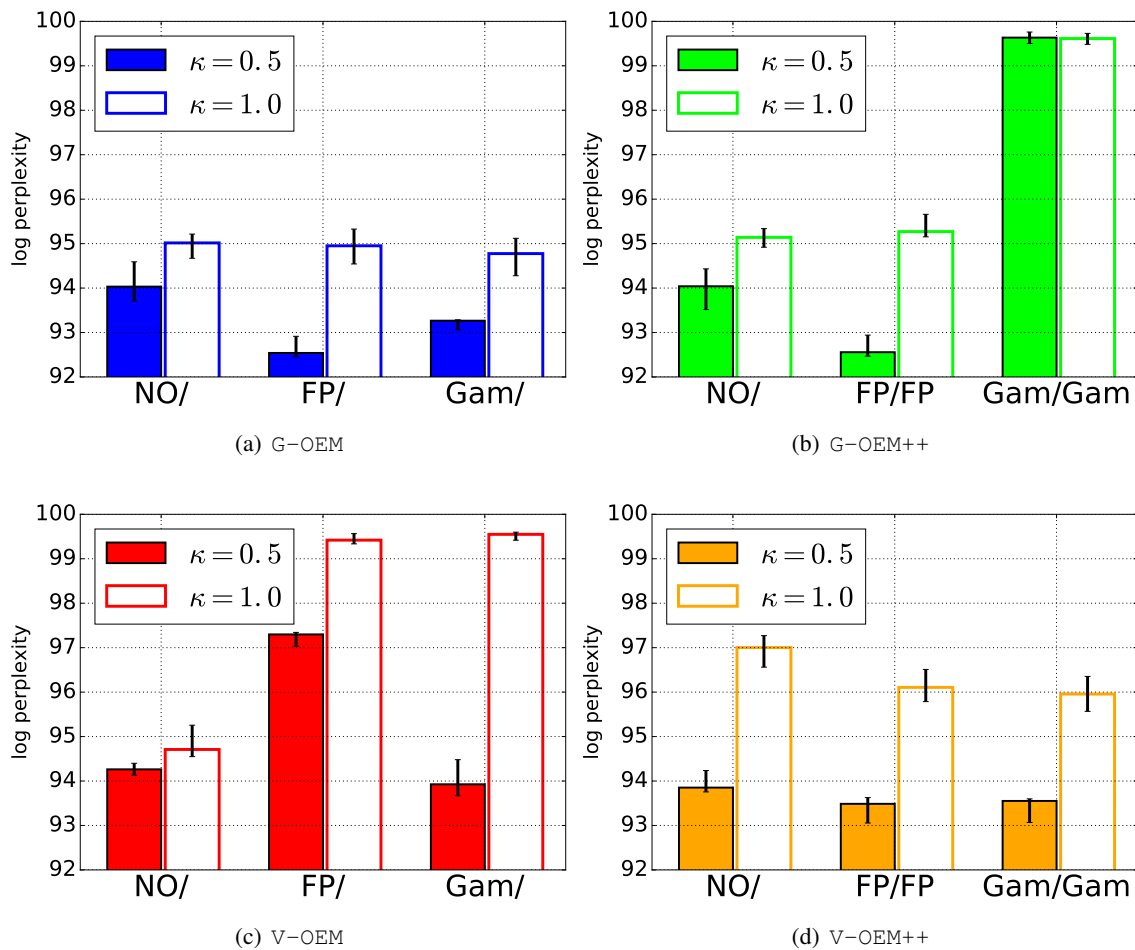 100
99
98
97
96
95
94
93
92
log perplexity
κ = 0.5
κ = 1.0
NO/ FP/ Gam/
(a) G-OEM
100
99
98
97
96
95
94
93
92
log perplexity
κ = 0.5
κ = 1.0
NO/ FP/FP Gam/Gam
(b) G-OEM++
100
99
98
97
96
95
94
93
92
log perplexity
κ = 0.5
κ = 1.0
NO/ FP/ Gam/
(c) V-OEM
100
99
98
97
96
95
94
93
92
log perplexity
κ = 0.5
κ = 1.0
NO/ FP/FP Gam/Gam
(d) V-OEM++